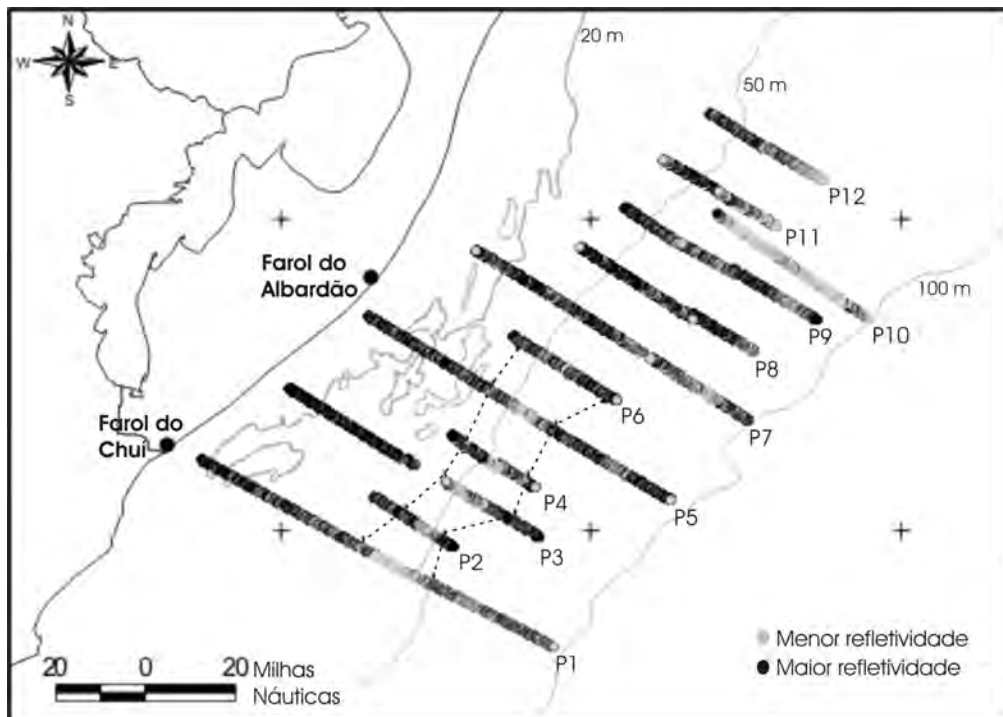 N
W E
S
20 m
50 m
P12
P11
Farol do
Albardão
100 m
P9
P10
P8
P6
P7
Farol do
Chuí
P4
P5
P3
P2
Menor refletividade
P1
Maior refletividade
20 0 20 Milhas
Náuticas